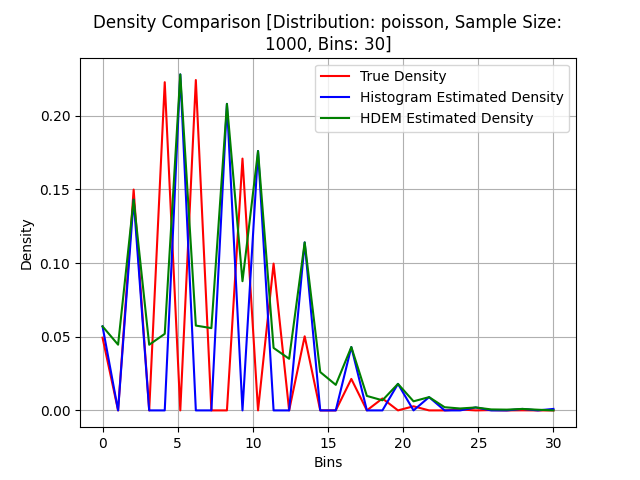 Density Comparison [Distribution: poisson, Sample Size:
1000, Bins: 30]
True Density
Histogram Estimated Density
HDEM Estimated Density
Density
0.20
0.15
0.10
0.05
0.00
0 5 10 15 20 25 30
Bins